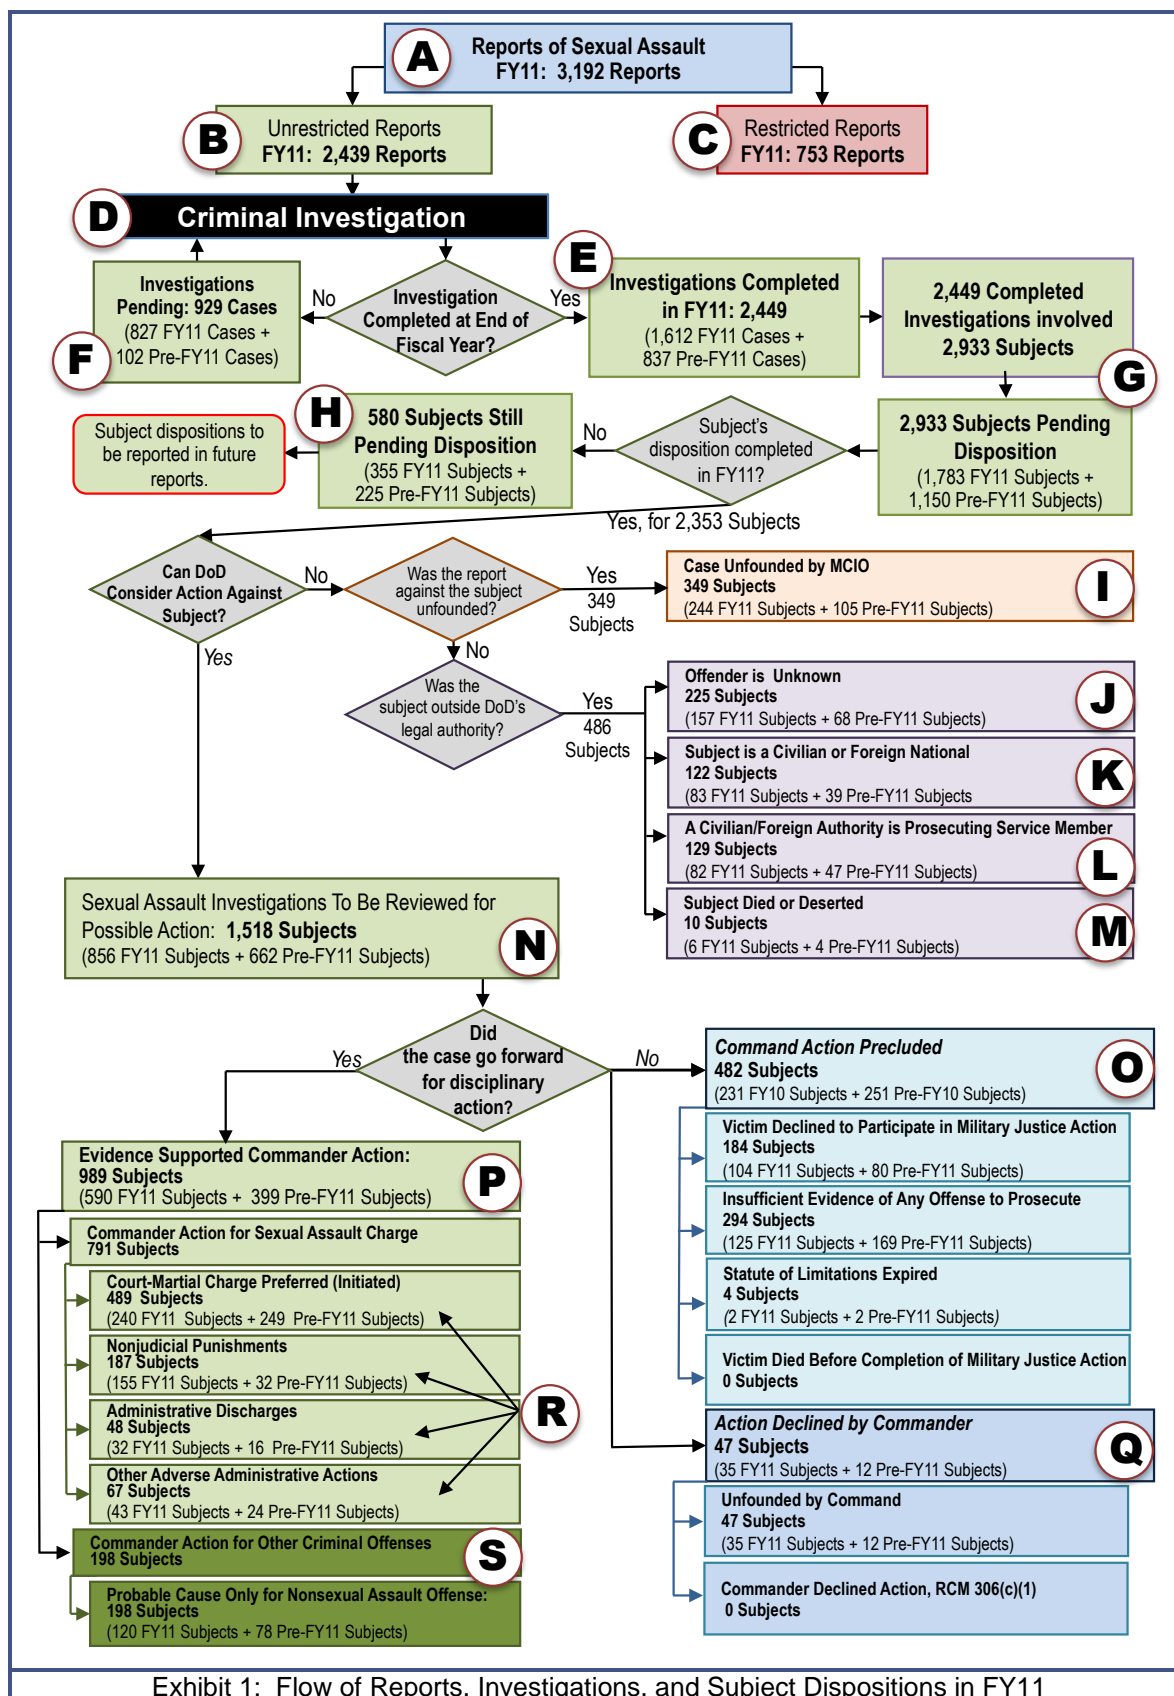 A
Reports of Sexual Assault
FY11: 3,192 Reports
B
Unrestricted Reports
FY11: 2,439 Reports
C
Restricted Reports
FY11: 753 Reports
D
Criminal Investigation
F
Investigations
Pending: 929 Cases
(827 FY11 Cases +
102 Pre-FY11 Cases)
No
Investigation
Completed at End of
Fiscal Year?
Yes
E
Investigations Completed
in FY11: 2,449
(1,612 FY11 Cases +
837 Pre-FY11 Cases)
2,449 Completed
Investigations involved
2,933 Subjects
G
2,933 Subjects Pending
Disposition
(1,783 FY11 Subjects +
1,150 Pre-FY11 Subjects)
Subject's
disposition completed
in FY11?
No
H
580 Subjects Still
Pending Disposition
(355 FY11 Subjects +
225 Pre-FY11 Subjects)
Subject dispositions to
be reported in future
reports.
Yes, for 2,353 Subjects
Can DoD
Consider Action Against
Subject?
No
Was the report
against the subject
unfounded?
Yes
349
Subjects
Case Unfounded by MCIO
349 Subjects
(244 FY11 Subjects + 105 Pre-FY11 Subjects)
I
Yes
No
Was the
subject outside DoD's
legal authority?
Yes
486
Subjects
Offender is Unknown
225 Subjects
(157 FY11 Subjects + 68 Pre-FY11 Subjects)
J
Subject is a Civilian or Foreign National
122 Subjects
(83 FY11 Subjects + 39 Pre-FY11 Subjects
K
A Civilian/Foreign Authority is Prosecuting Service Member
129 Subjects
(82 FY11 Subjects + 47 Pre-FY11 Subjects)
L
Subject Died or Deserted
10 Subjects
(6 FY11 Subjects + 4 Pre-FY11 Subjects)
M
Sexual Assault Investigations To Be Reviewed for
Possible Action: 1,518 Subjects
(856 FY11 Subjects + 662 Pre-FY11 Subjects)
N
Did
the case go forward
for disciplinary
action?
Yes
No
Command Action Precluded
482 Subjects
(231 FY10 Subjects + 251 Pre-FY10 Subjects)
O
Victim Declined to Participate in Military Justice Action
184 Subjects
(104 FY11 Subjects + 80 Pre-FY11 Subjects)
Insufficient Evidence of Any Offense to Prosecute
294 Subjects
(125 FY11 Subjects + 169 Pre-FY11 Subjects)
Statute of Limitations Expired
4 Subjects
(2 FY11 Subjects + 2 Pre-FY11 Subjects)
Victim Died Before Completion of Military Justice Action
0 Subjects
Action Declined by Commander
47 Subjects
(35 FY11 Subjects + 12 Pre-FY11 Subjects)
Q
Unfounded by Command
47 Subjects
(35 FY11 Subjects + 12 Pre-FY11 Subjects)
Commander Declined Action, RCM 306(c)(1)
0 Subjects
Evidence Supported Commander Action:
989 Subjects
(590 FY11 Subjects + 399 Pre-FY11 Subjects)
P
Commander Action for Sexual Assault Charge
791 Subjects
Court-Martial Charge Preferred (Initiated)
489 Subjects
(240 FY11 Subjects + 249 Pre-FY11 Subjects)
Nonjudicial Punishments
187 Subjects
(155 FY11 Subjects + 32 Pre-FY11 Subjects)
Administrative Discharges
48 Subjects
(32 FY11 Subjects + 16 Pre-FY11 Subjects)
Other Adverse Administrative Actions
67 Subjects
(43 FY11 Subjects + 24 Pre-FY11 Subjects)
R
Commander Action for Other Criminal Offenses
198 Subjects
S
Probable Cause Only for Nonsexual Assault Offense:
198 Subjects
(120 FY11 Subjects + 78 Pre-FY11 Subjects)
Exhibit 1: Flow of Reports, Investigations, and Subject Dispositions in FY11